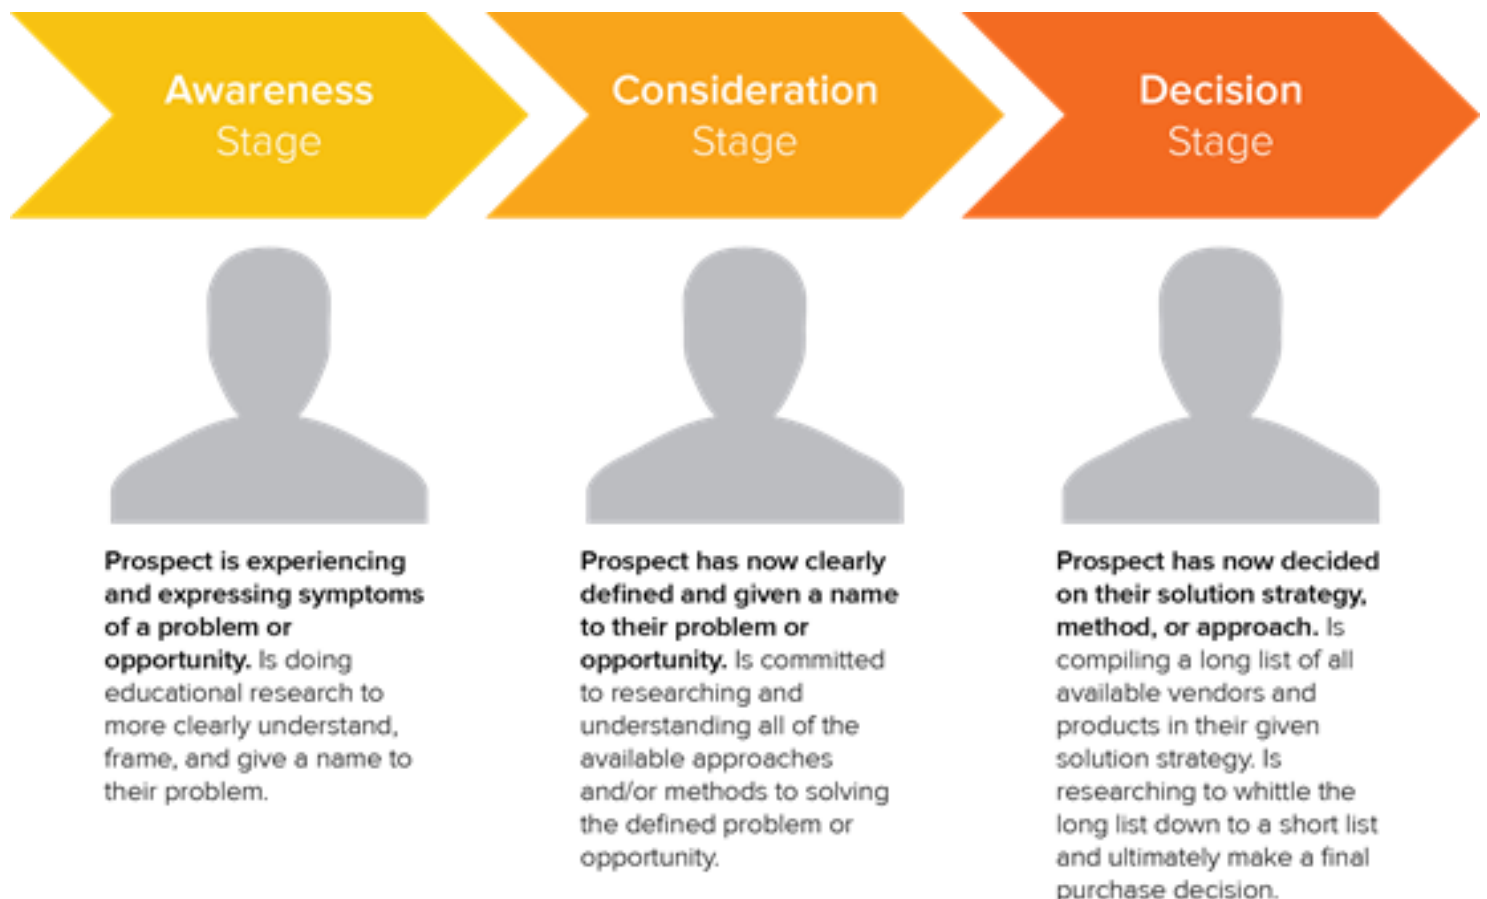 Awareness
Stage
Consideration
Stage
Decision
Stage
Prospect is experiencing
and expressing symptoms
of a problem or
opportunity. Is doing
educational research to
more clearly understand,
frame, and give a name to
their problem.
Prospect has now clearly
defined and given a name
to their problem or
opportunity. Is committed
to researching and
understanding all of the
available approaches
and/or methods to solving
the defined problem or
opportunity.
Prospect has now decided
on their solution strategy,
method, or approach. Is
compiling a long list of all
available vendors and
products in their given
solution strategy. Is
researching to whittle the
long list down to a short list
and ultimately make a final
purchase decision.